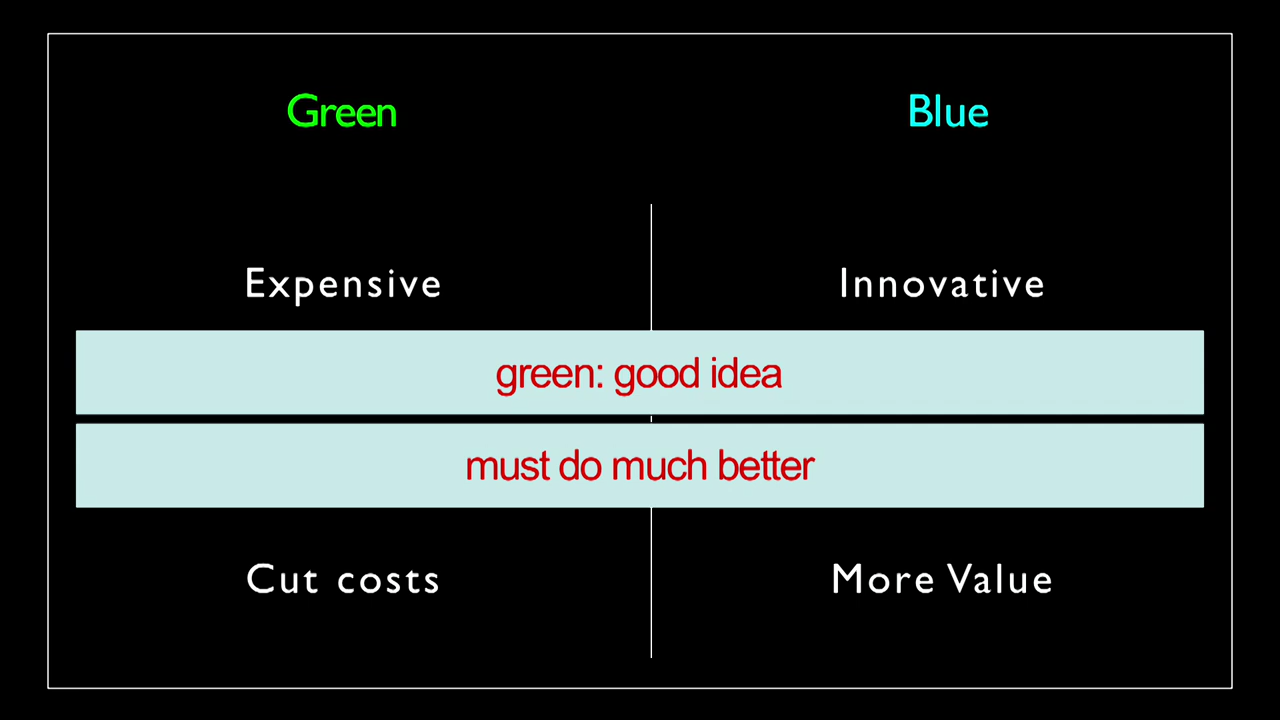 Green
Blue
Expensive
Innovative
green: good idea
must do much better
Cut costs
More Value